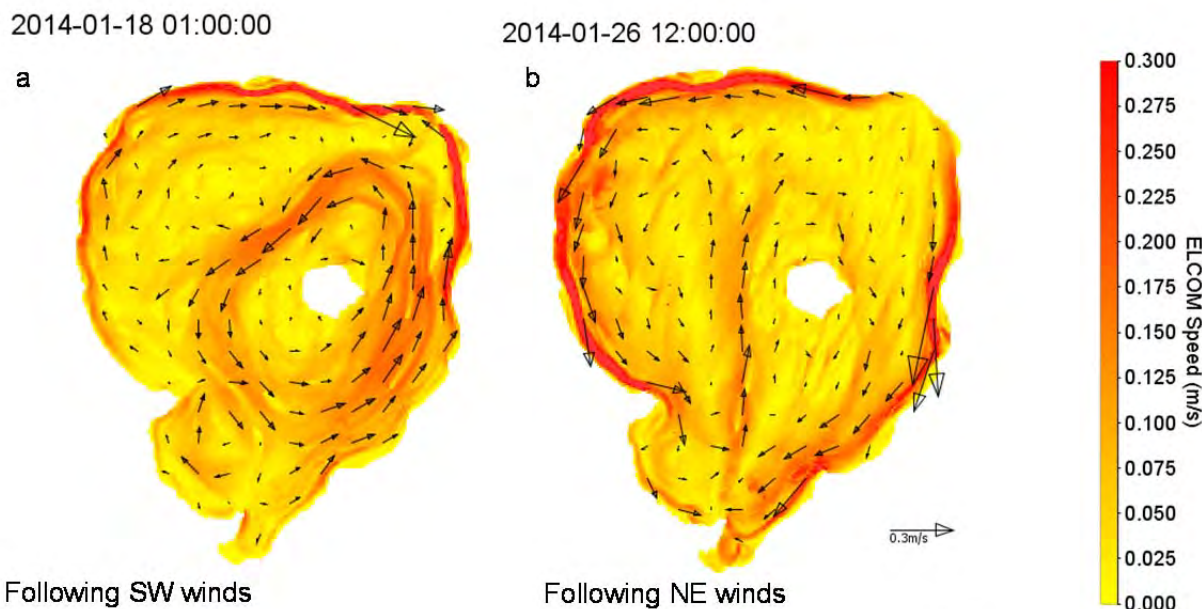 2014-01-18 01:00:00
2014-01-26 12:00:00
a
b
0.300
0.275
0.250
0.225
0.200
0.175
0.150
0.125
0.100
0.075
0.050
0.025
0.000
ELCOM Speed (m/s)
0.3m/s
Following SW winds
Following NE winds